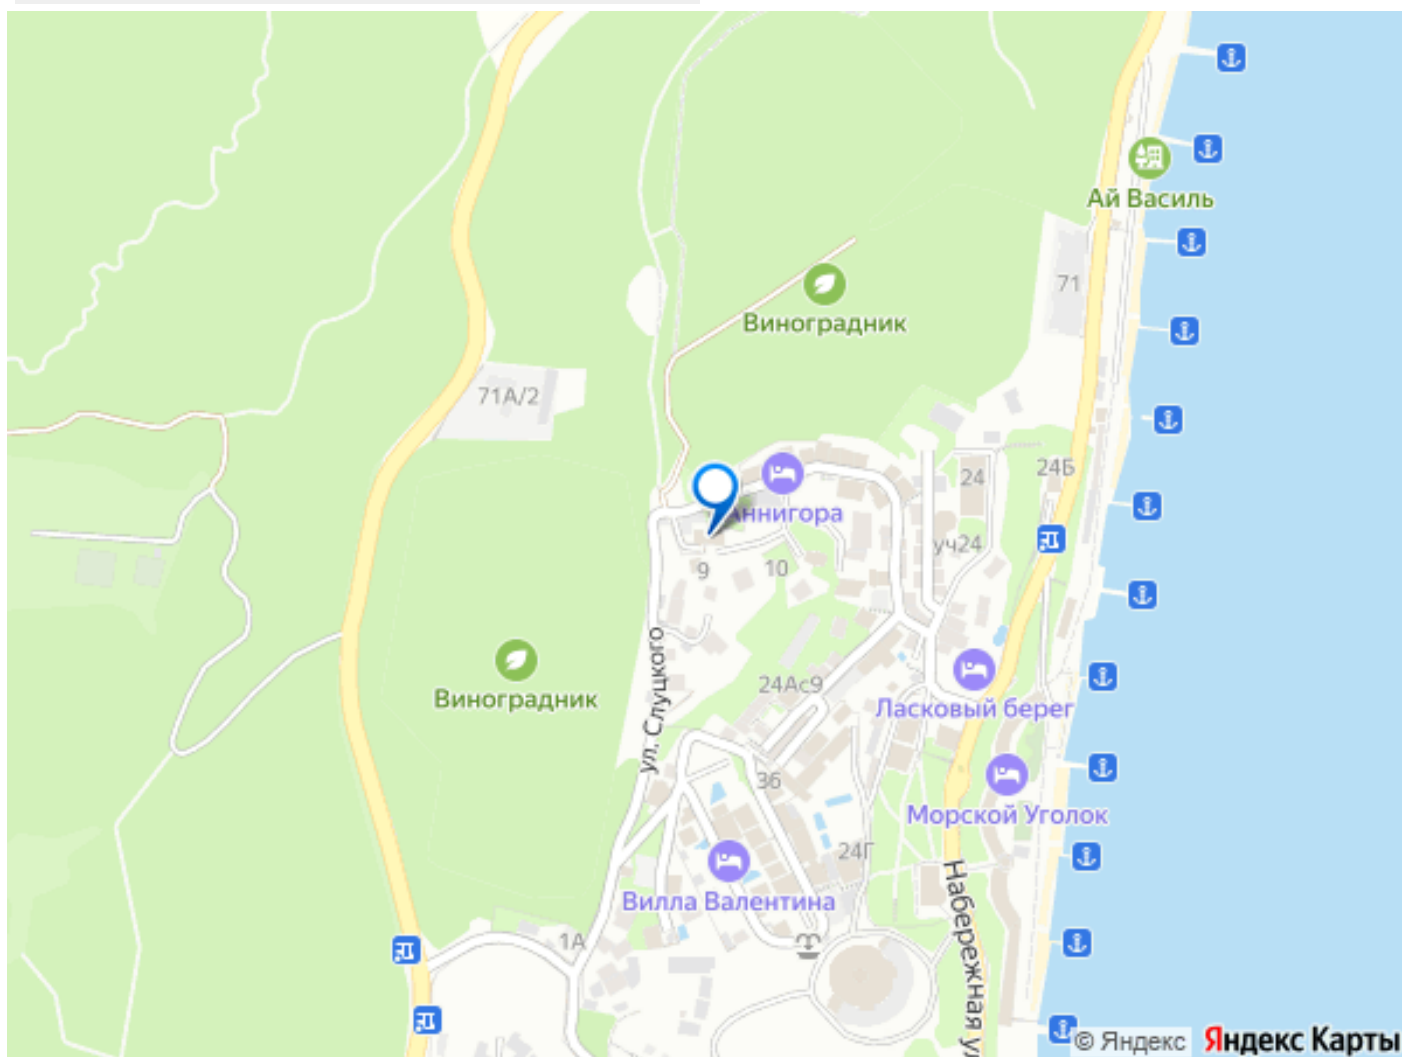 Ай Василь
71
Виноградник
71А/2
24Б
24
Аннигора
уч24
9
10
ул. Слуцкого
Виноградник
24Ас9
Ласковый берег
36
Морской Уголок
24Г
Вилла Валентина
Набережная ул
1А
© Яндекс Яндекс Карты